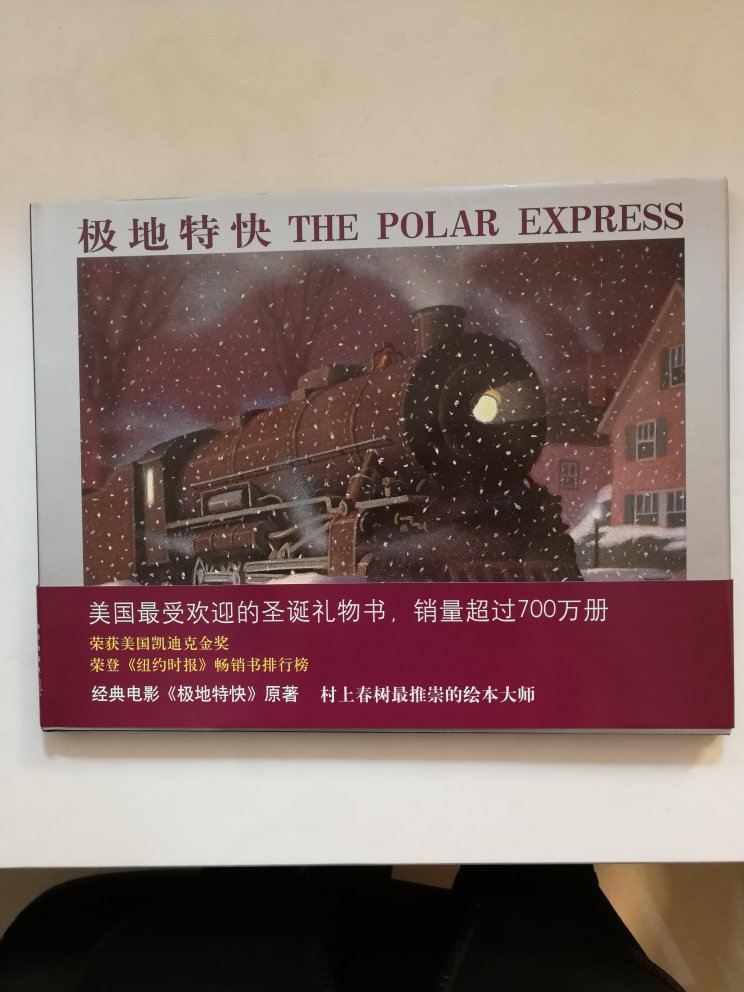 极地特快 THE POLAR EXPRESS
美国最受欢迎的圣诞礼物书，销量超过700万册
荣获美国凯迪克金奖
荣登《纽约时报》畅销书排行榜
经典电影《极地特快》原著 村上春树最推崇的绘本大师